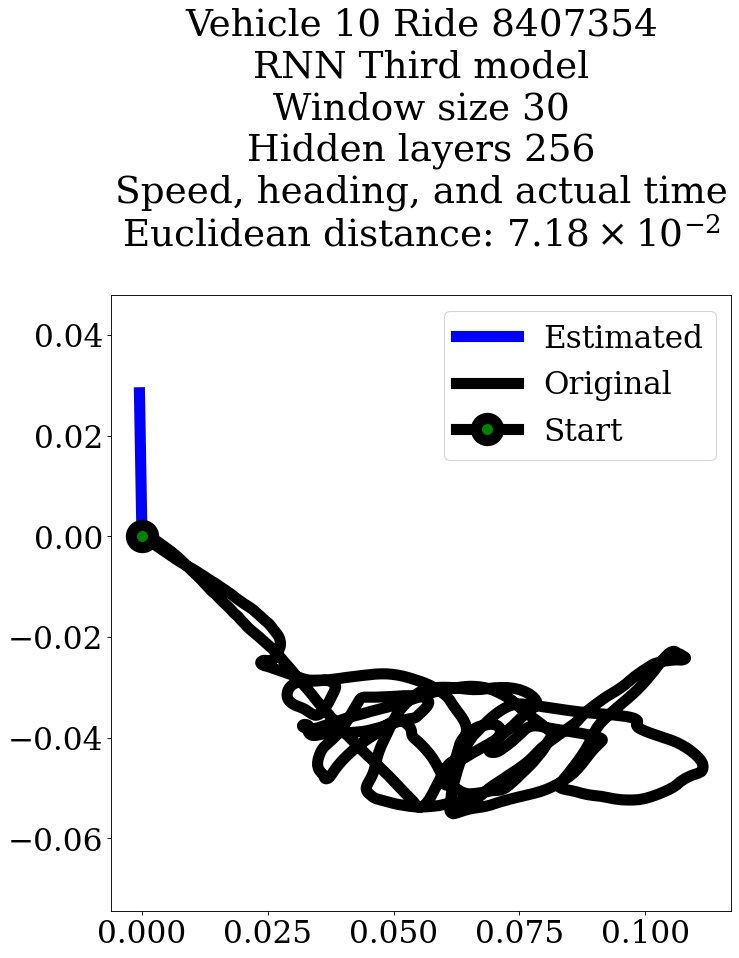 Vehicle 10 Ride 8407354
RNN Third model
Window size 30
Hidden layers 256
Speed, heading, and actual time
Euclidean distance: 7.18 × 10⁻²
Estimated
Original
Start
0.04
0.02
0.00
−0.02
−0.04
−0.06
0.000 0.025 0.050 0.075 0.100